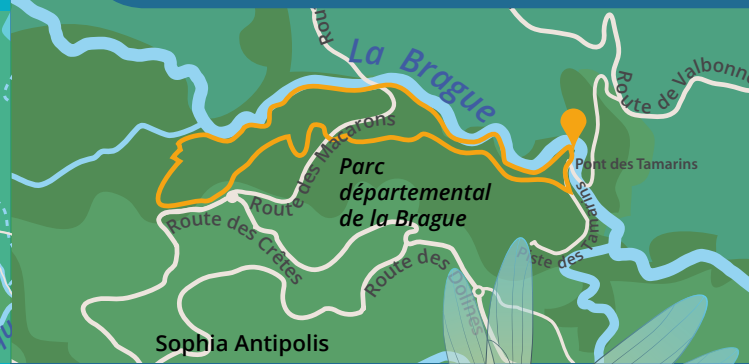 Rou
La Brague
Route de Valbonne
Route des Macarons
Pont des Tamarins
Parc
départemental
de la Brague
Route des Crêtes
Route des Dolines
Piste des Tamarins
Sophia Antipolis